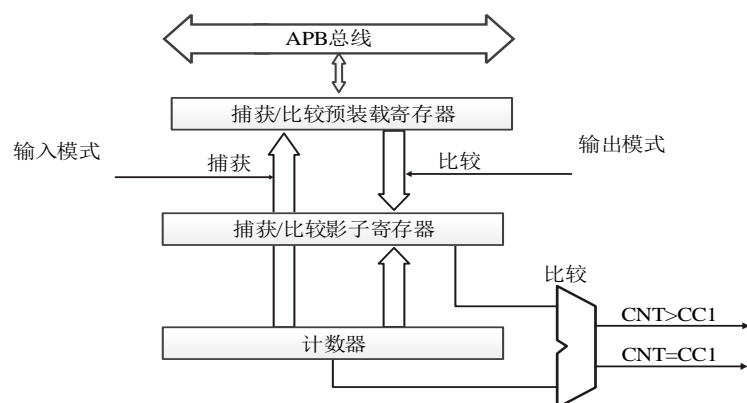 APB总线
捕获/比较预装载寄存器
输入模式
捕获
比较
输出模式
捕获/比较影子寄存器
比较
CNT>CC1
计数器
CNT=CC1